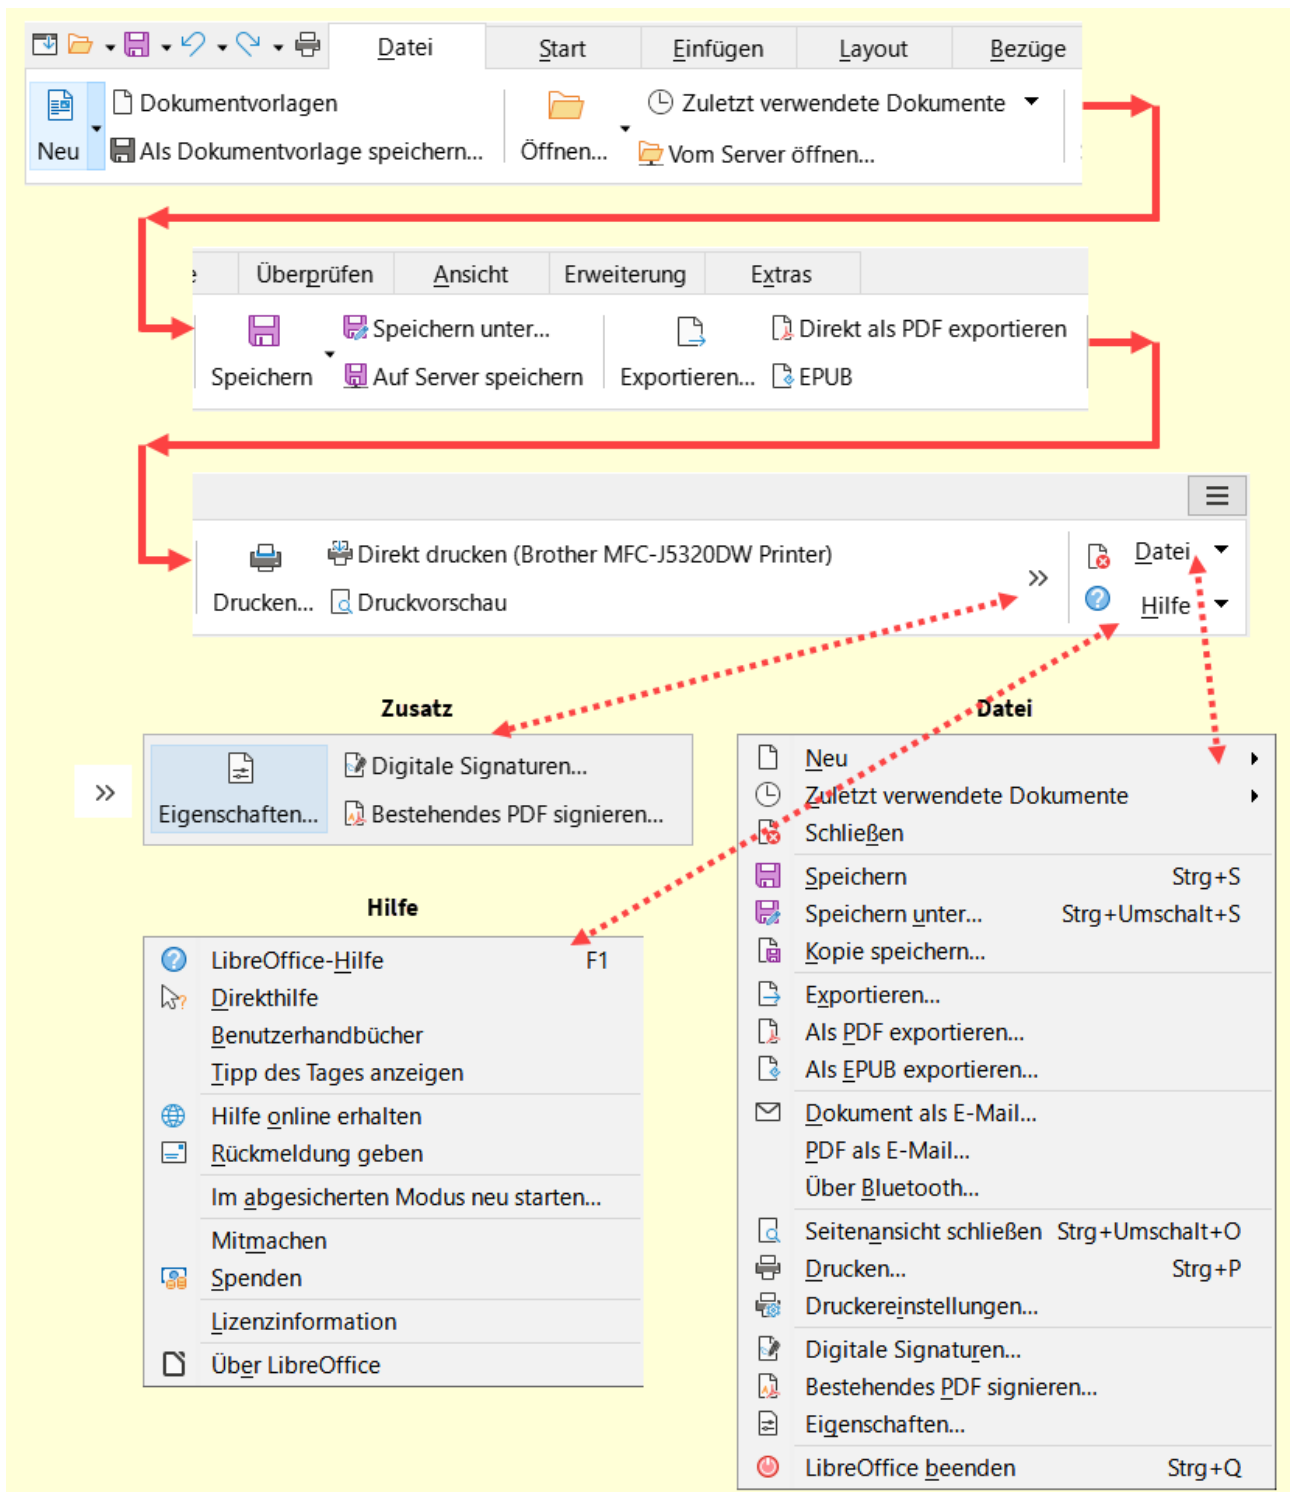 Datei Start Einfügen Layout Bezüge
Dokumentvorlagen Zuletzt verwendete Dokumente
Neu Als Dokumentvorlage speichern... Öffnen... Vom Server öffnen...
Überprüfen Ansicht Erweiterung Extras
Speichern unter... Direkt als PDF exportieren
Speichern Auf Server speichern Exportieren... EPUB
Direkt drucken (Brother MFC-J5320DW Printer) Datei
Drucken... Druckvorschau » Hilfe
Zusatz
» Eigenschaften... Digitale Signaturen...
Bestehendes PDF signieren...
Hilfe
LibreOffice-Hilfe F1
Direkthilfe
Benutzerhandbücher
Tipp des Tages anzeigen
Hilfe online erhalten
Rückmeldung geben
Im abgesicherten Modus neu starten...
Mitmachen
Spenden
Lizenzinformation
Über LibreOffice
Datei
Neu
Zuletzt verwendete Dokumente
Schließen
Speichern Strg+S
Speichern unter... Strg+Umschalt+S
Kopie speichern...
Exportieren...
Als PDF exportieren...
Als EPUB exportieren...
Dokument als E-Mail...
PDF als E-Mail...
Über Bluetooth...
Seitenansicht schließen Strg+Umschalt+O
Drucken... Strg+P
Druckereinstellungen...
Digitale Signaturen...
Bestehendes PDF signieren...
Eigenschaften...
LibreOffice beenden Strg+Q